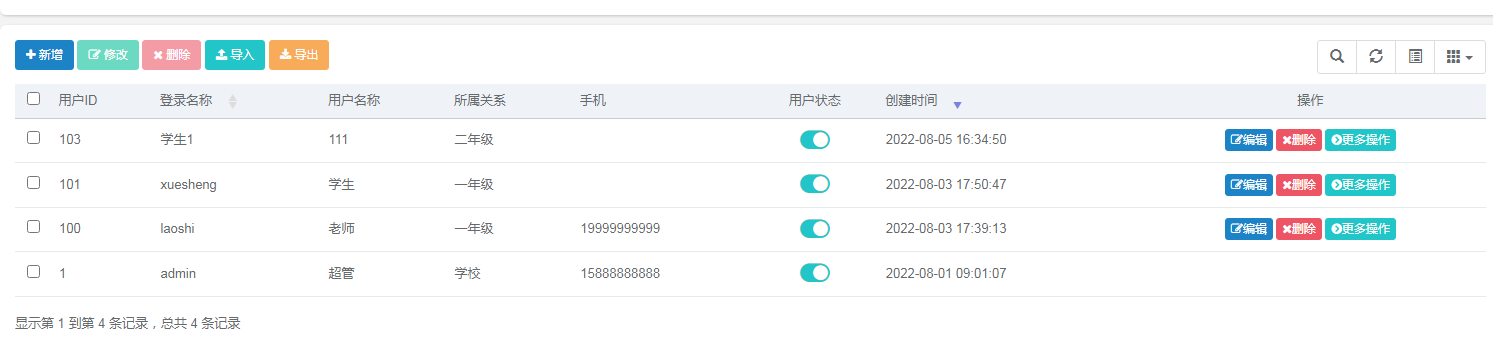 新增 修改 删除 导入 导出
用户ID 登录名称 用户名称 所属关系 手机 用户状态 创建时间 操作
103 学生1 111 二年级 2022-08-05 16:34:50 编辑 删除 更多操作
101 xuesheng 学生 一年级 2022-08-03 17:50:47 编辑 删除 更多操作
100 laoshi 老师 一年级 19999999999 2022-08-03 17:39:13 编辑 删除 更多操作
1 admin 超管 学校 15888888888 2022-08-01 09:01:07
显示第 1 到第 4 条记录，总共 4 条记录